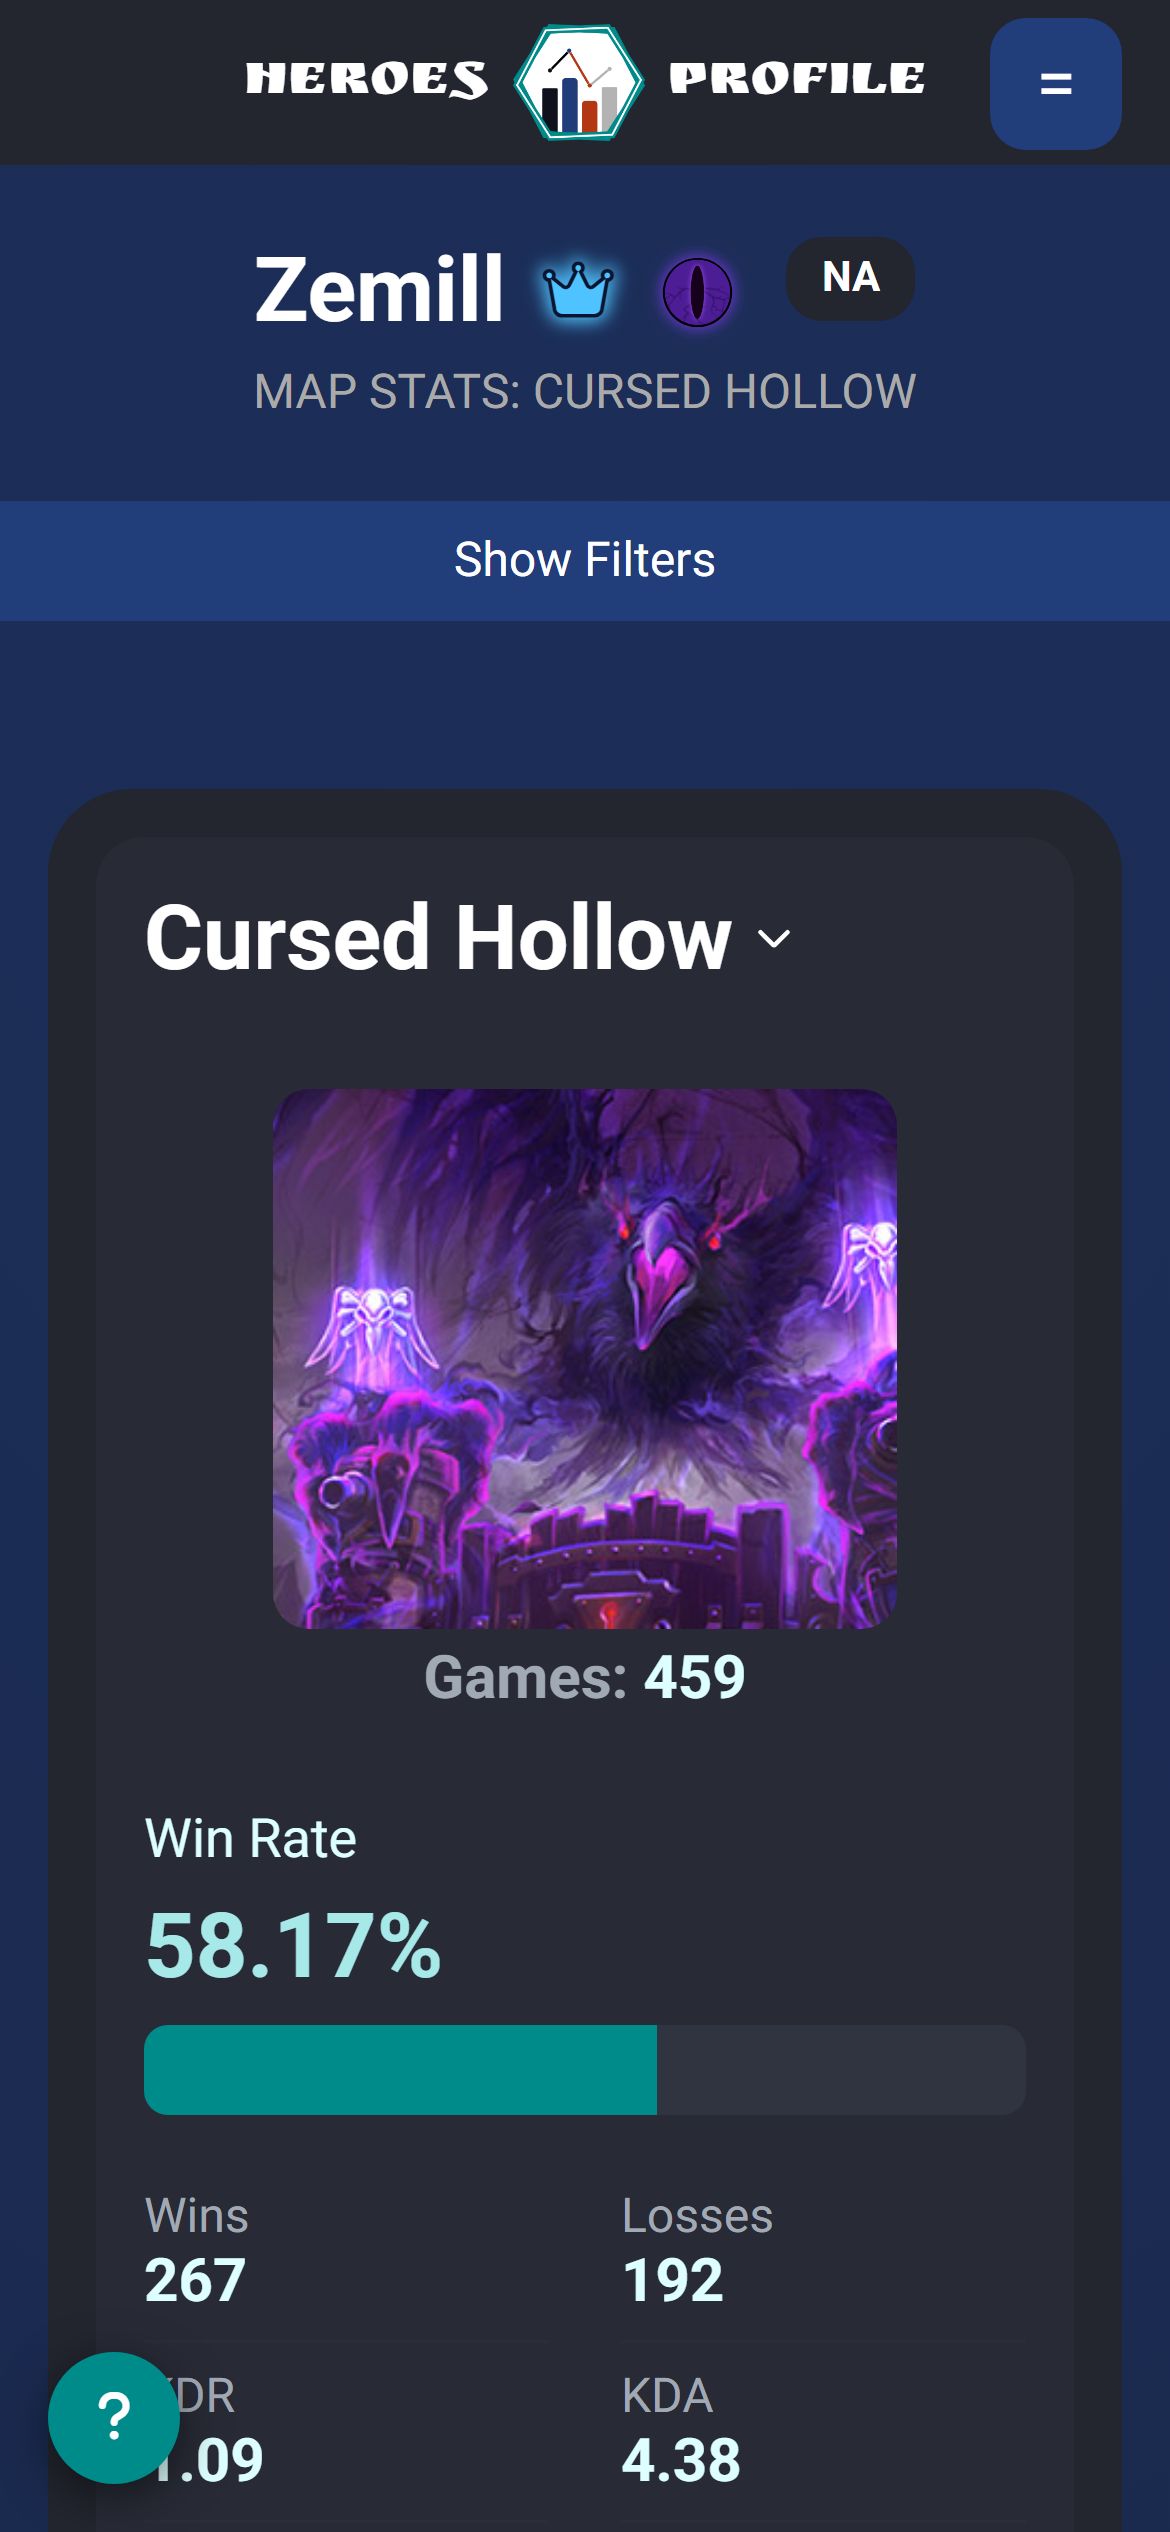 HEROES PROFILE
=
Zemill NA
MAP STATS: CURSED HOLLOW
Show Filters
Cursed Hollow
Games: 459
Win Rate
58.17%
Wins Losses
267 192
KDA
?
4.38